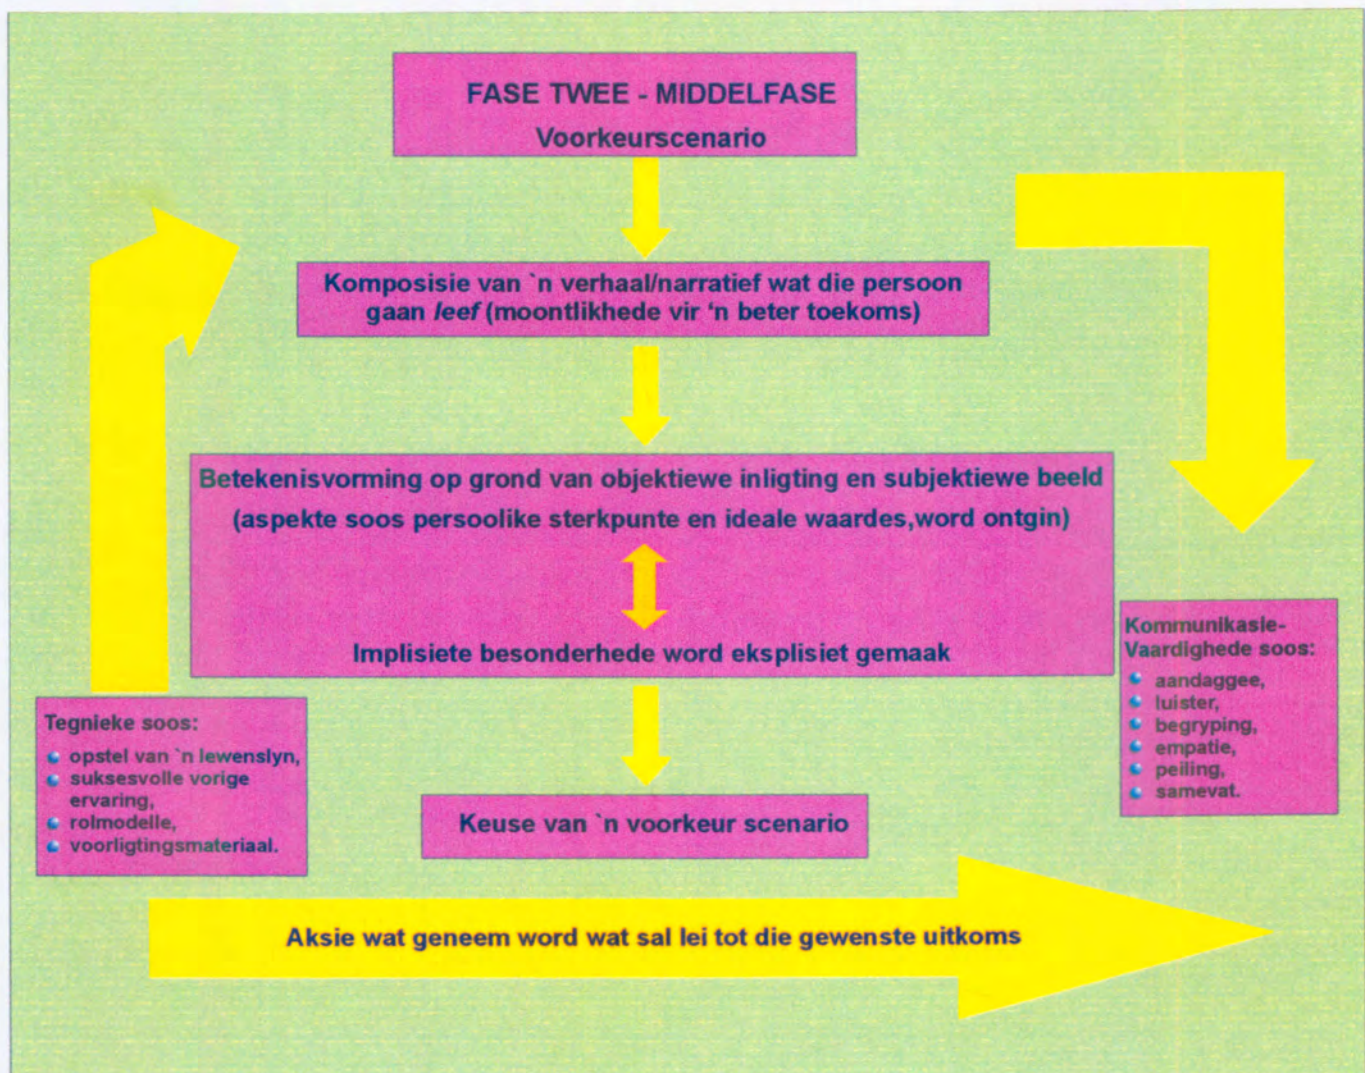 FASE TWEE - MIDDELFASE
Voorkeurscenario
Komposisie van `n verhaal/narratief wat die persoon
gaan leef (moontlikhede vir ‘n beter toekoms)
Betekenisvorming op grond van objektiewe inligting en subjektiewe beeld
(aspekte soos persoolike sterkpunte en ideale waardes,word ontgin)
Implisiete besonderhede word eksplisiet gemaak
Kommunikasie-
Vaardighede soos:
aandaggee,
luister,
begryping,
empatie,
peiling,
samevat.
Tegnieke soos:
opstel van `n lewenslyn,
suksesvolle vorige
ervaring,
rolmodelle,
voorligtingsmateriaal.
Keuse van `n voorkeur scenario
Aksie wat geneem word wat sal lei tot die gewenste uitkoms